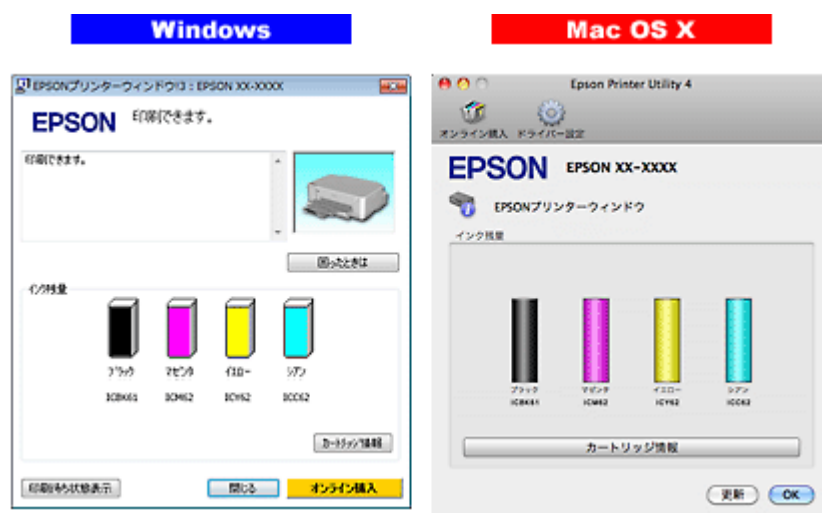 Windows
Mac OS X
EPSONプリンターウィンドウ!3 : EPSON XX-XXXX
EPSON
印刷できます。
印刷できます。
困ったときは
インク残量
ブラック
マゼンタ
イエロー
シアン
ICBK61
ICM62
ICY62
ICC62
カートリッジ情報
印刷待ち状態表示
閉じる
オンライン購入
Epson Printer Utility 4
オンライン購入
ドライバー設定
EPSON
EPSON XX-XXXX
EPSONプリンターウィンドウ
インク残量
ブラック
マゼンタ
イエロー
シアン
ICBK61
ICM62
ICY62
ICC62
カートリッジ情報
更新
OK